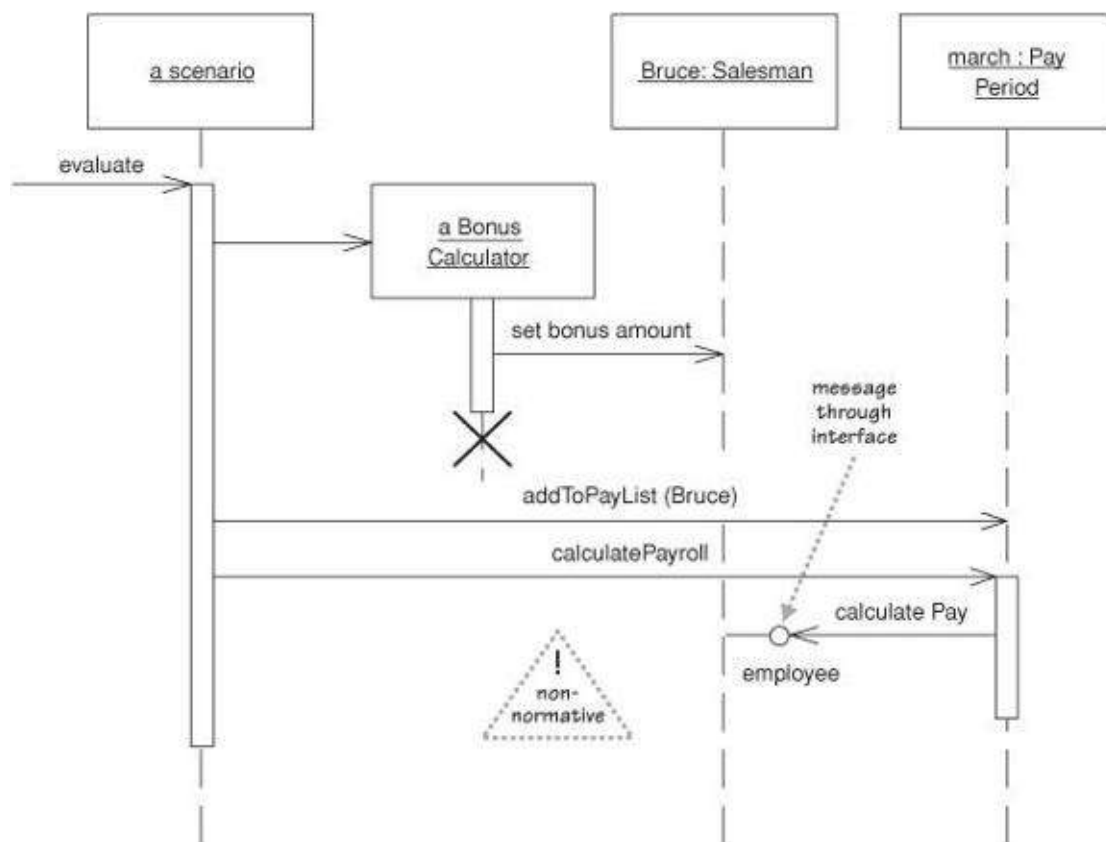 a scenario
Bruce: Salesman
march : Pay
Period
evaluate
a Bonus
Calculator
set bonus amount
message
through
interface
addToPayList (Bruce)
calculatePayroll
calculate Pay
employee
!
non-
normative